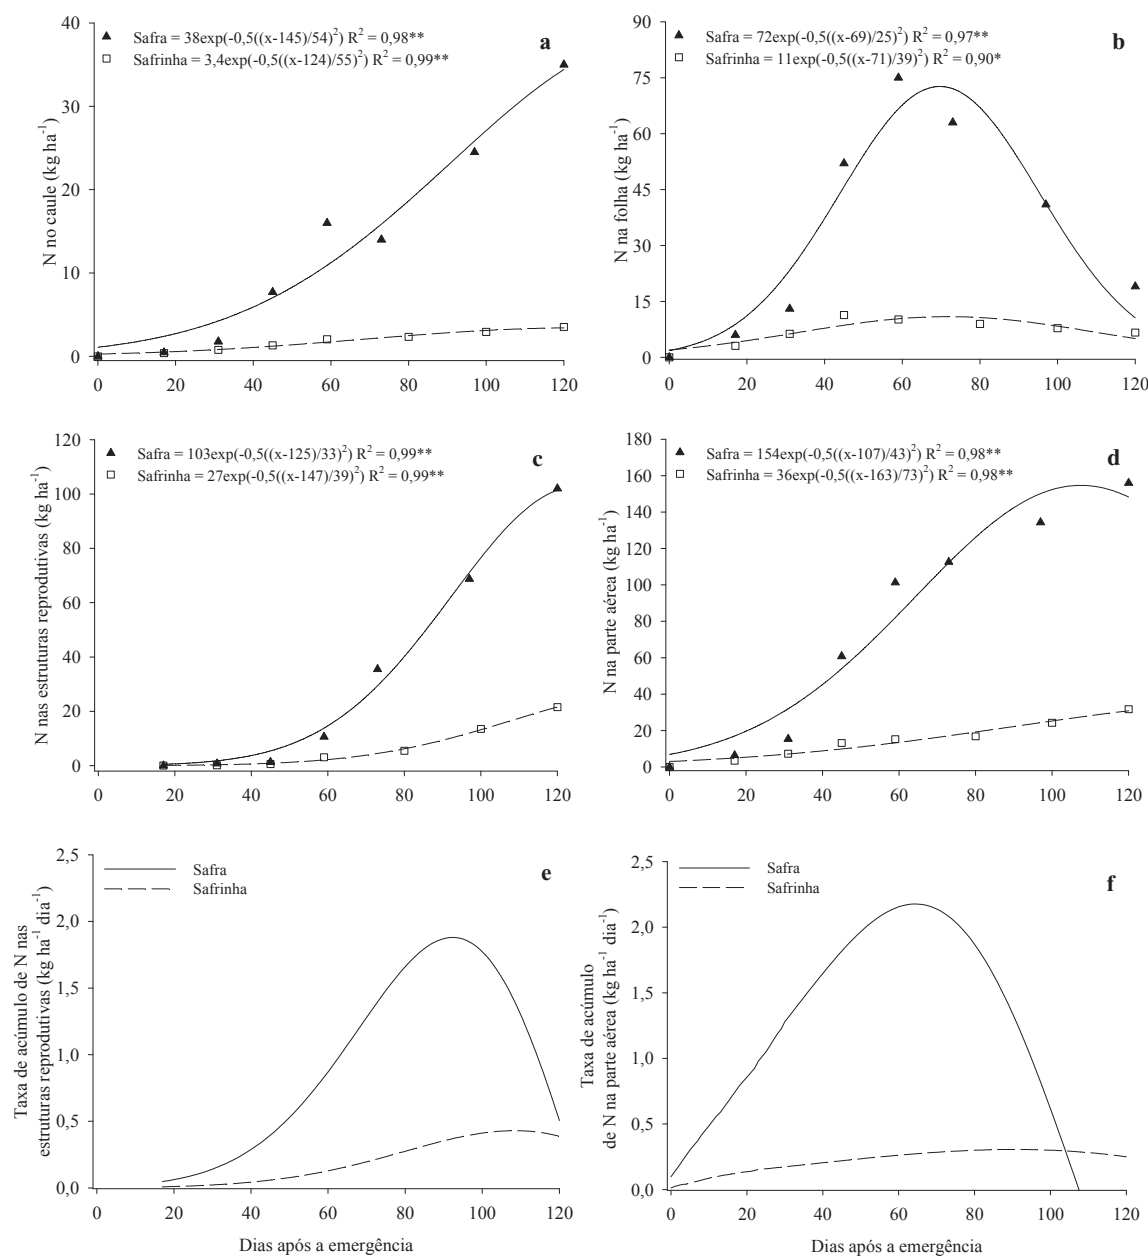 ▲ Safra = 38exp(-0,5((x-145)/54)²) R² = 0,98**
□ Safrinha = 3,4exp(-0,5((x-124)/55)²) R² = 0,99**
a
N no caule (kg ha⁻¹)
40
30
20
10
0
0 20 40 60 80 100 120
▲ Safra = 72exp(-0,5((x-69)/25)²) R² = 0,97**
□ Safrinha = 11exp(-0,5((x-71)/39)²) R² = 0,90*
b
N na folha (kg ha⁻¹)
90
75
60
45
30
15
0
0 20 40 60 80 100 120
▲ Safra = 103exp(-0,5((x-125)/33)²) R² = 0,99**
□ Safrinha = 27exp(-0,5((x-147)/39)²) R² = 0,99**
c
N nas estruturas reprodutivas (kg ha⁻¹)
120
100
80
60
40
20
0
0 20 40 60 80 100 120
▲ Safra = 154exp(-0,5((x-107)/43)²) R² = 0,98**
□ Safrinha = 36exp(-0,5((x-163)/73)²) R² = 0,98**
d
N na parte aérea (kg ha⁻¹)
180
160
140
120
100
80
60
40
20
0
0 20 40 60 80 100 120
Safra
Safrinha
e
Taxa de acúmulo de N nas
estruturas reprodutivas (kg ha⁻¹ dia⁻¹)
2,5
2,0
1,5
1,0
0,5
0,0
0 20 40 60 80 100 120
Dias após a emergência
Safra
Safrinha
f
Taxa de acúmulo
de N na parte aérea (kg ha⁻¹ dia⁻¹)
2,5
2,0
1,5
1,0
0,5
0,0
0 20 40 60 80 100 120
Dias após a emergência